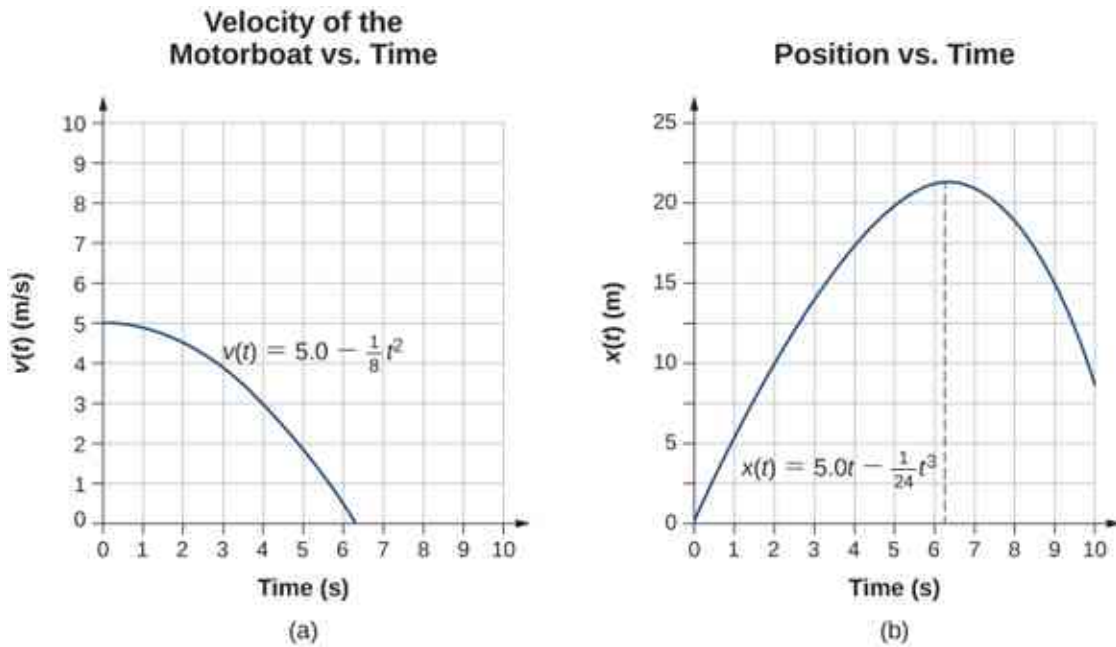 Velocity of the
Motorboat vs. Time
10
9
8
7
6
5
4
3
2
1
0
v(t) (m/s)
v(t) = 5.0 − 1/8 t²
0 1 2 3 4 5 6 7 8 9 10
Time (s)
(a)
Position vs. Time
25
20
15
10
5
0
x(t) (m)
x(t) = 5.0t − 1/24 t³
0 1 2 3 4 5 6 7 8 9 10
Time (s)
(b)